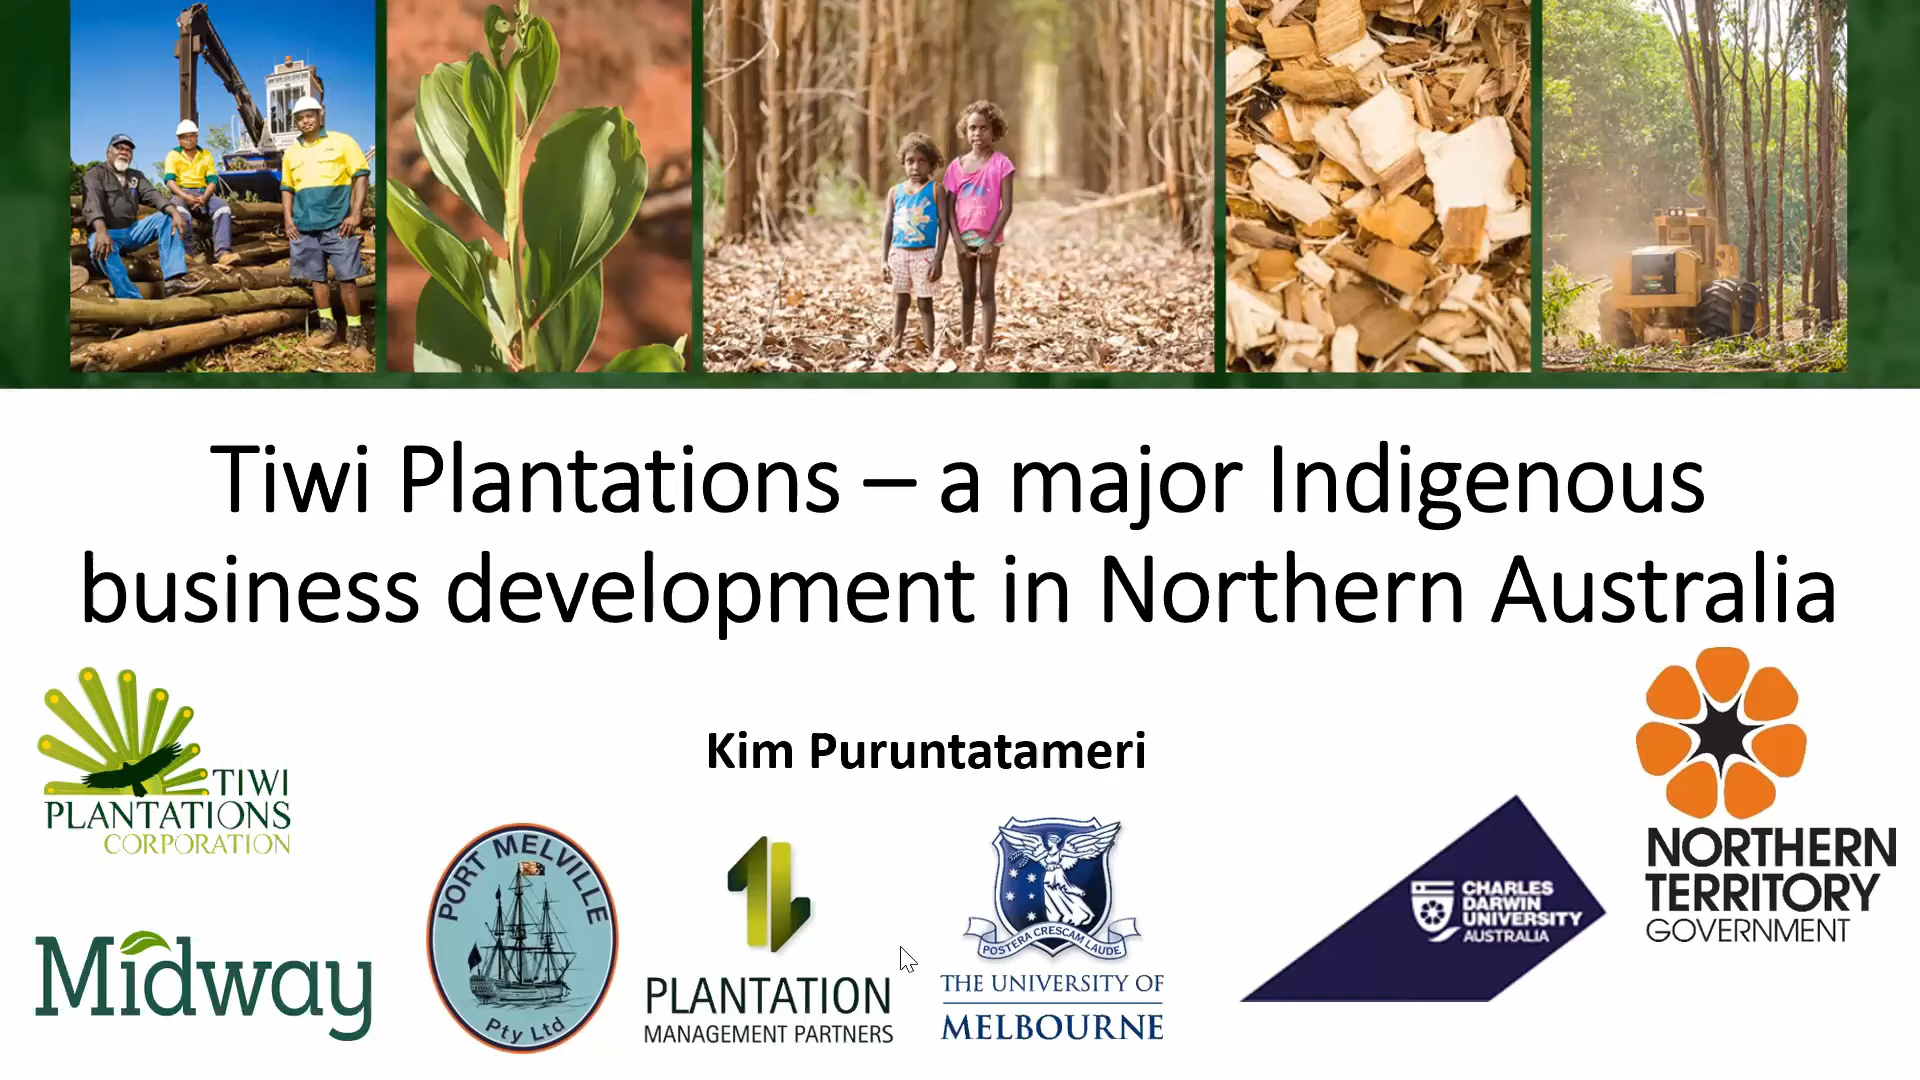 Tiwi Plantations – a major Indigenous
business development in Northern Australia
Kim Puruntatameri
TIWI
PLANTATIONS
CORPORATION
Midway
PORT MELVILLE
Pty Ltd
PLANTATION
MANAGEMENT PARTNERS
POSTERA CRESCAM LAUDE
THE UNIVERSITY OF
MELBOURNE
CHARLES
DARWIN
UNIVERSITY
AUSTRALIA
NORTHERN
TERRITORY
GOVERNMENT